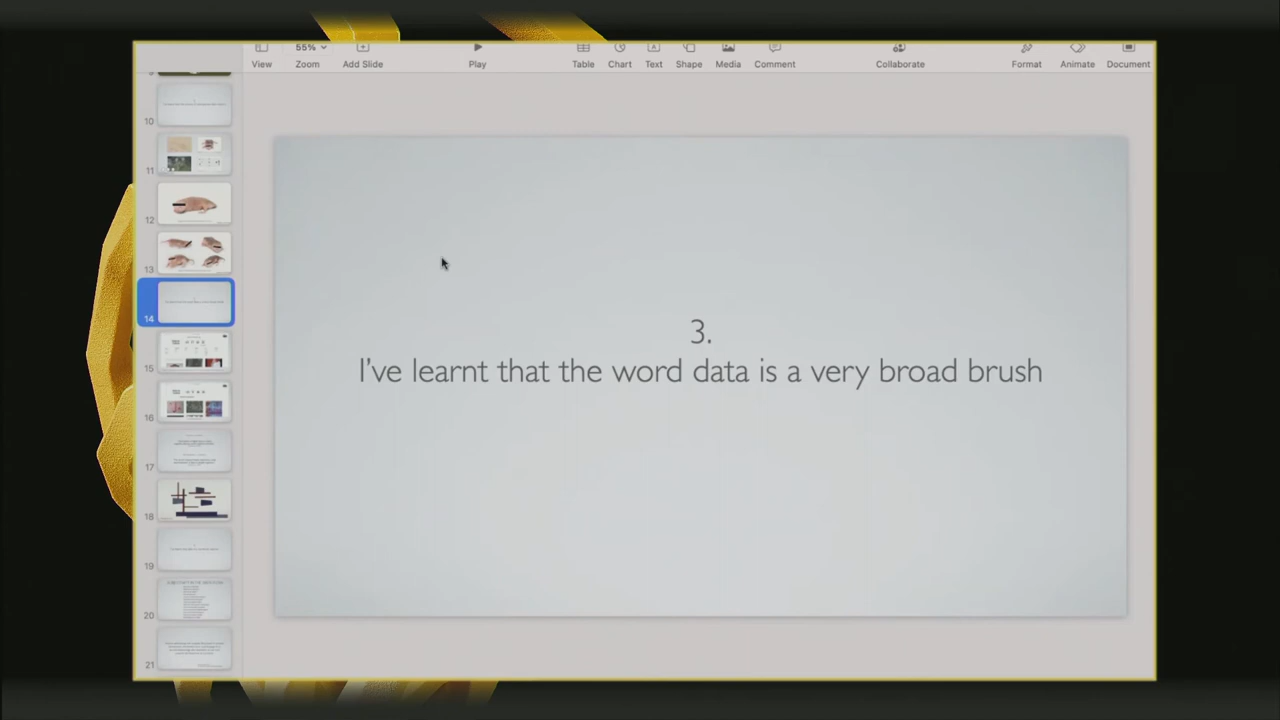 55%
View
Zoom
Add Slide
Play
Table
Chart
Text
Shape
Media
Comment
Collaborate
Format
Animate
Document
10
11
12
13
14
15
16
17
18
19
20
21
3.
I've learnt that the word data is a very broad brush